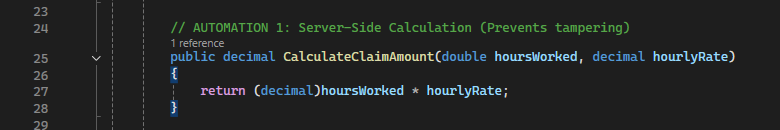 23
24 // AUTOMATION 1: Server-Side Calculation (Prevents tampering)
1 reference
25 public decimal CalculateClaimAmount(double hoursWorked, decimal hourlyRate)
26 {
27 return (decimal)hoursWorked * hourlyRate;
28 }
29